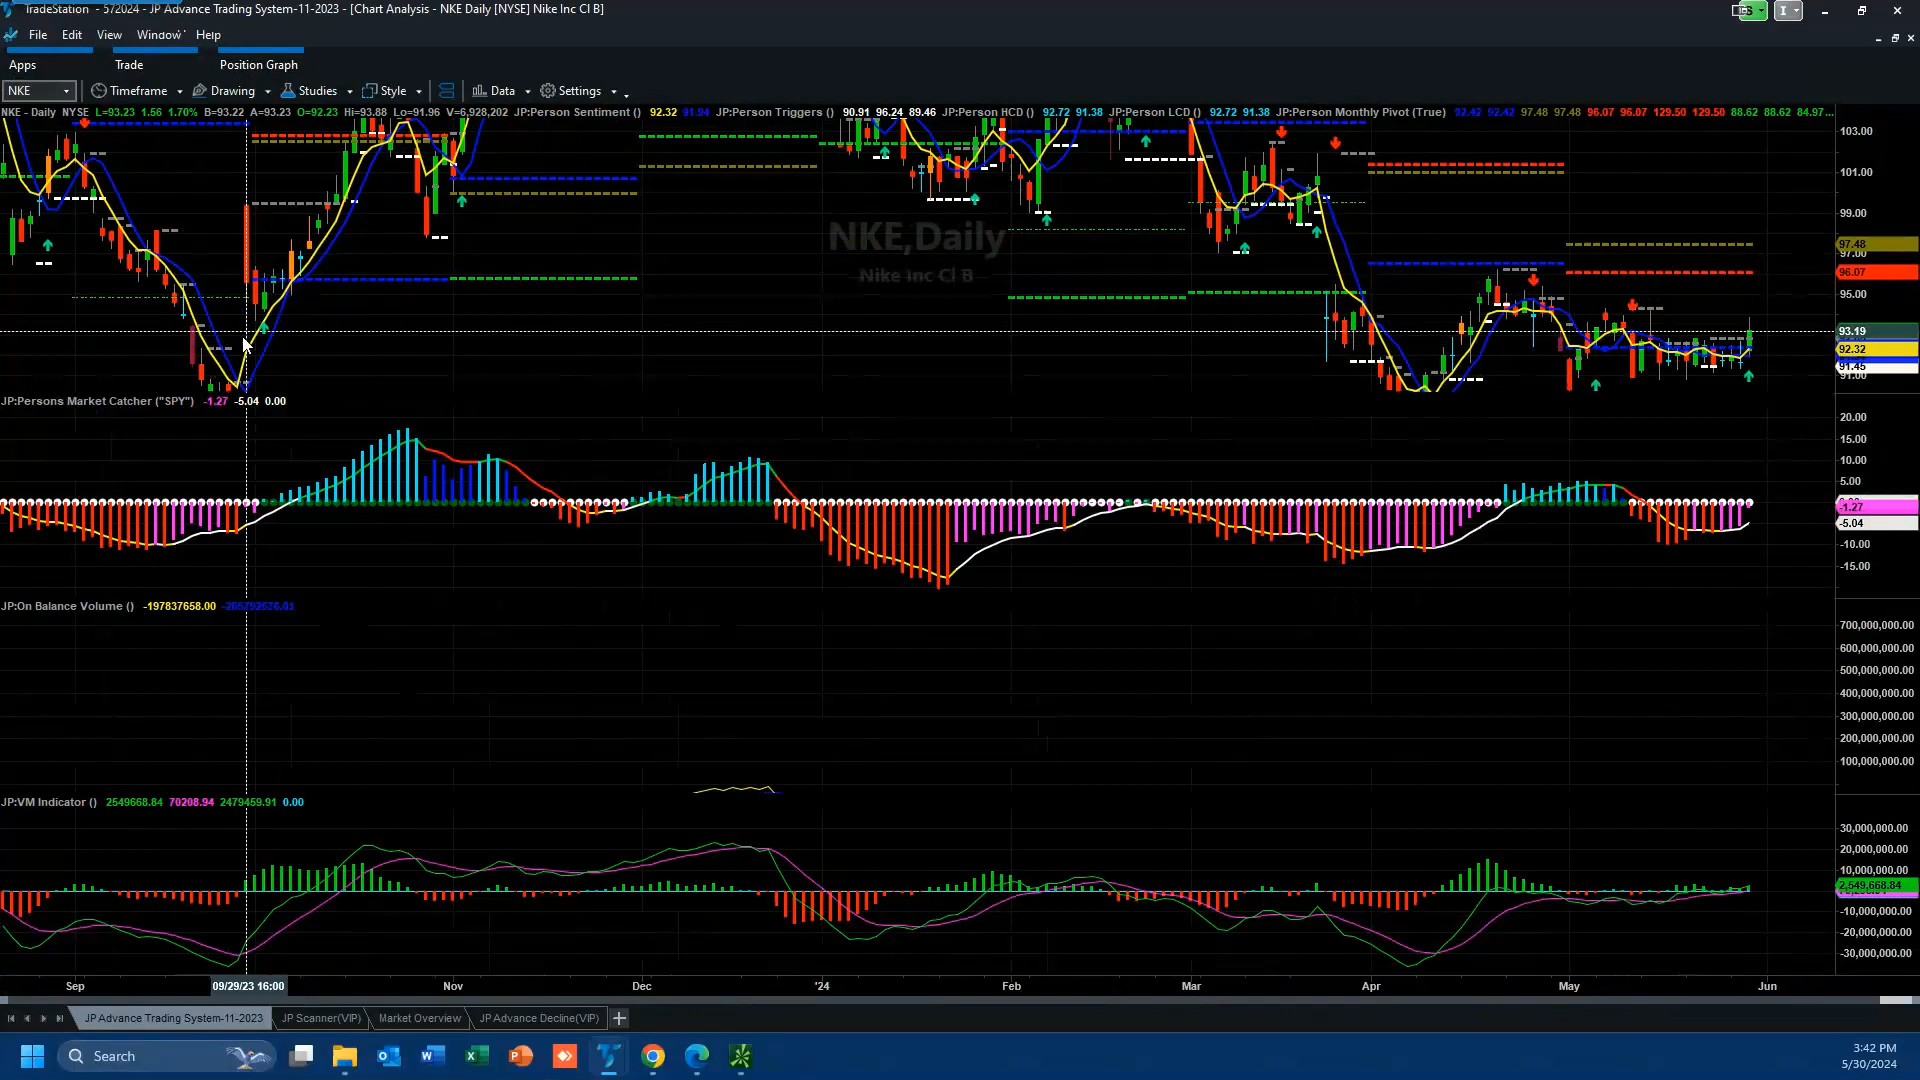 TradeStation - 572024 - JP Advance Trading System-11-2023 - [Chart Analysis - NKE Daily [NYSE] Nike Inc Cl B]
File Edit View Window Help
Apps Trade Position Graph
NKE Timeframe Drawing Studies Style Data Settings
NKE - Daily NYSE L=93.23 1.56 1.70% B=93.22 A=93.23 O=92.23 Hi=93.88 Lo=91.96 V=6,928,202 JP:Person Sentiment () 92.32 91.94 JP:Person Triggers () 90.91 96.24 89.46 JP:Person HCD () 92.72 91.38 JP:Person LCD () 92.72 91.38 JP:Person Monthly Pivot (True) 92.42 92.42 97.48 97.48 96.07 96.07 129.50 129.50 88.62 88.62 84.97...
103.00
101.00
99.00
NKE,Daily
97.48
97.00
Nike Inc Cl B
96.07
95.00
93.19
92.32
91.45
91.00
JP:Persons Market Catcher ("SPY") -1.27 -5.04 0.00
20.00
15.00
10.00
5.00
-1.27
-5.04
-10.00
-15.00
JP:On Balance Volume () -197837658.00
700,000,000.00
600,000,000.00
500,000,000.00
400,000,000.00
300,000,000.00
200,000,000.00
100,000,000.00
JP:VM Indicator () 2549668.84 70208.94 2479459.91 0.00
30,000,000.00
20,000,000.00
10,000,000.00
2,549,668.84
-10,000,000.00
-20,000,000.00
-30,000,000.00
Sep 09/29/23 16:00 Nov Dec '24 Feb Mar Apr May Jun
JP Advance Trading System-11-2023 JP Scanner(VIP) Market Overview JP Advance Decline(VIP)
Search
3:42 PM
5/30/2024